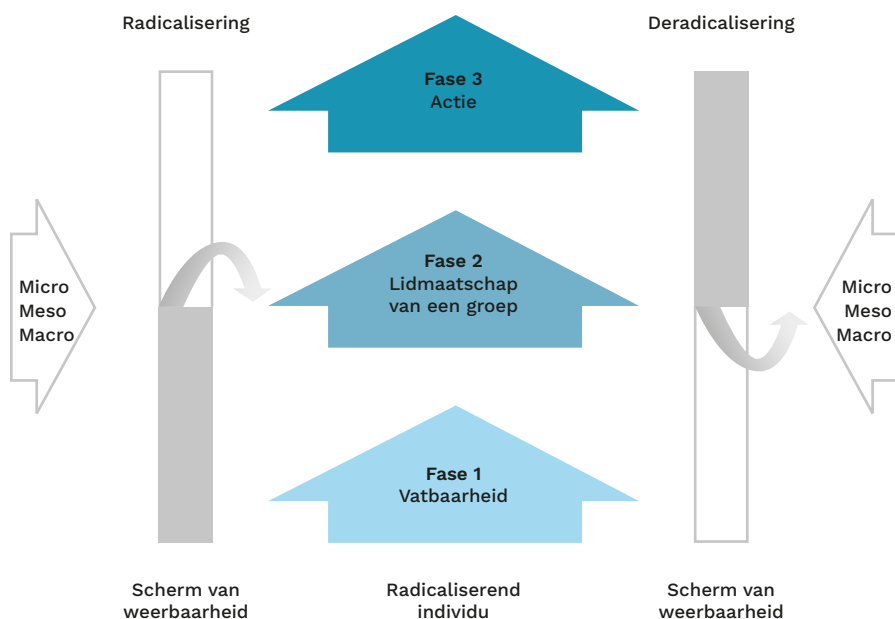 Radicalisering
Deradicalisering
Fase 3
Actie
Micro
Meso
Macro
Fase 2
Lidmaatschap
van een groep
Micro
Meso
Macro
Fase 1
Vatbaarheid
Scherm van
weerbaarheid
Radicaliserend
individu
Scherm van
weerbaarheid